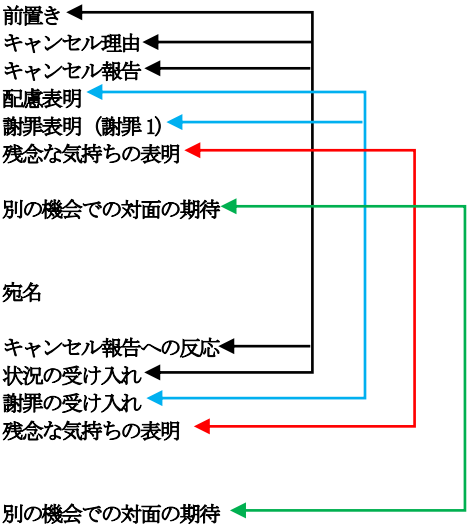 前置き
キャンセル理由
キャンセル報告
配慮表明
謝罪表明（謝罪 1）
残念な気持ちの表明
別の機会での対面の期待
宛名
キャンセル報告への反応
状況の受け入れ
謝罪の受け入れ
残念な気持ちの表明
別の機会での対面の期待